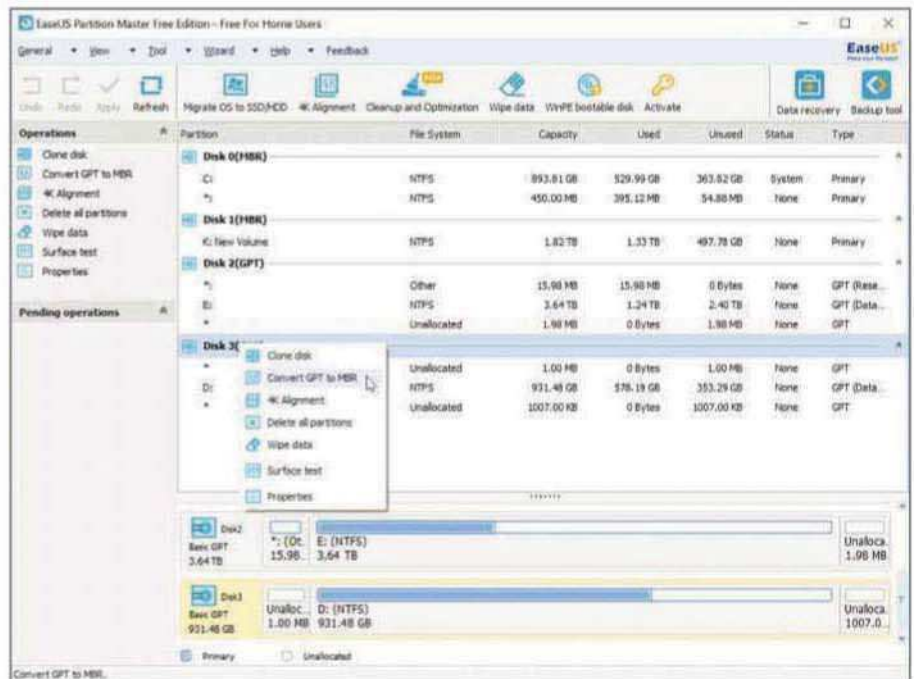 EaseUS Partition Master Free Edition - Free For Home Users
General View Tool Wizard Help Feedback
EaseUS
Undo Redo Apply Refresh Migrate OS to SSD/HDD 4K Alignment Cleanup and Optimization Wipe data WinPE bootable disk Activate Data recovery Backup tool
Operations
Clone disk
Convert GPT to MBR
4K Alignment
Delete all partitions
Wipe data
Surface test
Properties
Pending operations
Partition File System Capacity Used Unused Status Type
Disk 0(MBR)
C: NTFS 893.81 GB 529.99 GB 363.82 GB System Primary
*: NTFS 450.00 MB 395.12 MB 54.88 MB None Primary
Disk 1(MBR)
K: New Volume NTFS 1.82 TB 1.33 TB 497.78 GB None Primary
Disk 2(GPT)
*: Other 15.98 MB 15.98 MB 0 Bytes None GPT (Rese...
E: NTFS 3.64 TB 1.24 TB 2.40 TB None GPT (Data...
* Unallocated 1.98 MB 0 Bytes 1.98 MB None GPT
Disk 3(
* Unallocated 1.00 MB 0 Bytes 1.00 MB None GPT
D: NTFS 931.48 GB 578.19 GB 353.29 GB None GPT (Data...
* Unallocated 1007.00 KB 0 Bytes 1007.00 KB None GPT
Clone disk
Convert GPT to MBR
4K Alignment
Delete all partitions
Wipe data
Surface test
Properties
Disk2
Basic GPT
3.64 TB
*: (Ot.
15.98..
E: (NTFS)
3.64 TB
Unalloca.
1.98 MB
Disk3
Basic GPT
931.48 GB
Unalloc..
1.00 MB
D: (NTFS)
931.48 GB
Unalloca.
1007.0..
Primary Unallocated
Convert GPT to MBR.